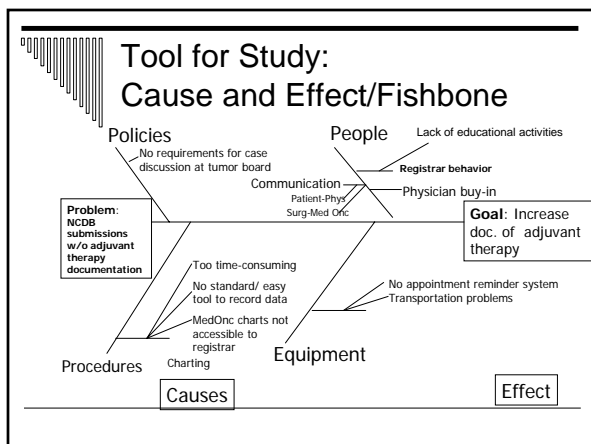 Tool for Study:
Cause and Effect/Fishbone
Policies
People
Lack of educational activities
No requirements for case
discussion at tumor board
Registrar behavior
Communication
Physician buy-in
Patient-Phys
Surg-Med Onc
Problem:
NCDB
submissions
w/o adjuvant
therapy
documentation
Goal: Increase
doc. of adjuvant
therapy
Too time-consuming
No standard/ easy
tool to record data
MedOnc charts not
accessible to
registrar
Charting
No appointment reminder system
Transportation problems
Procedures
Equipment
Causes
Effect